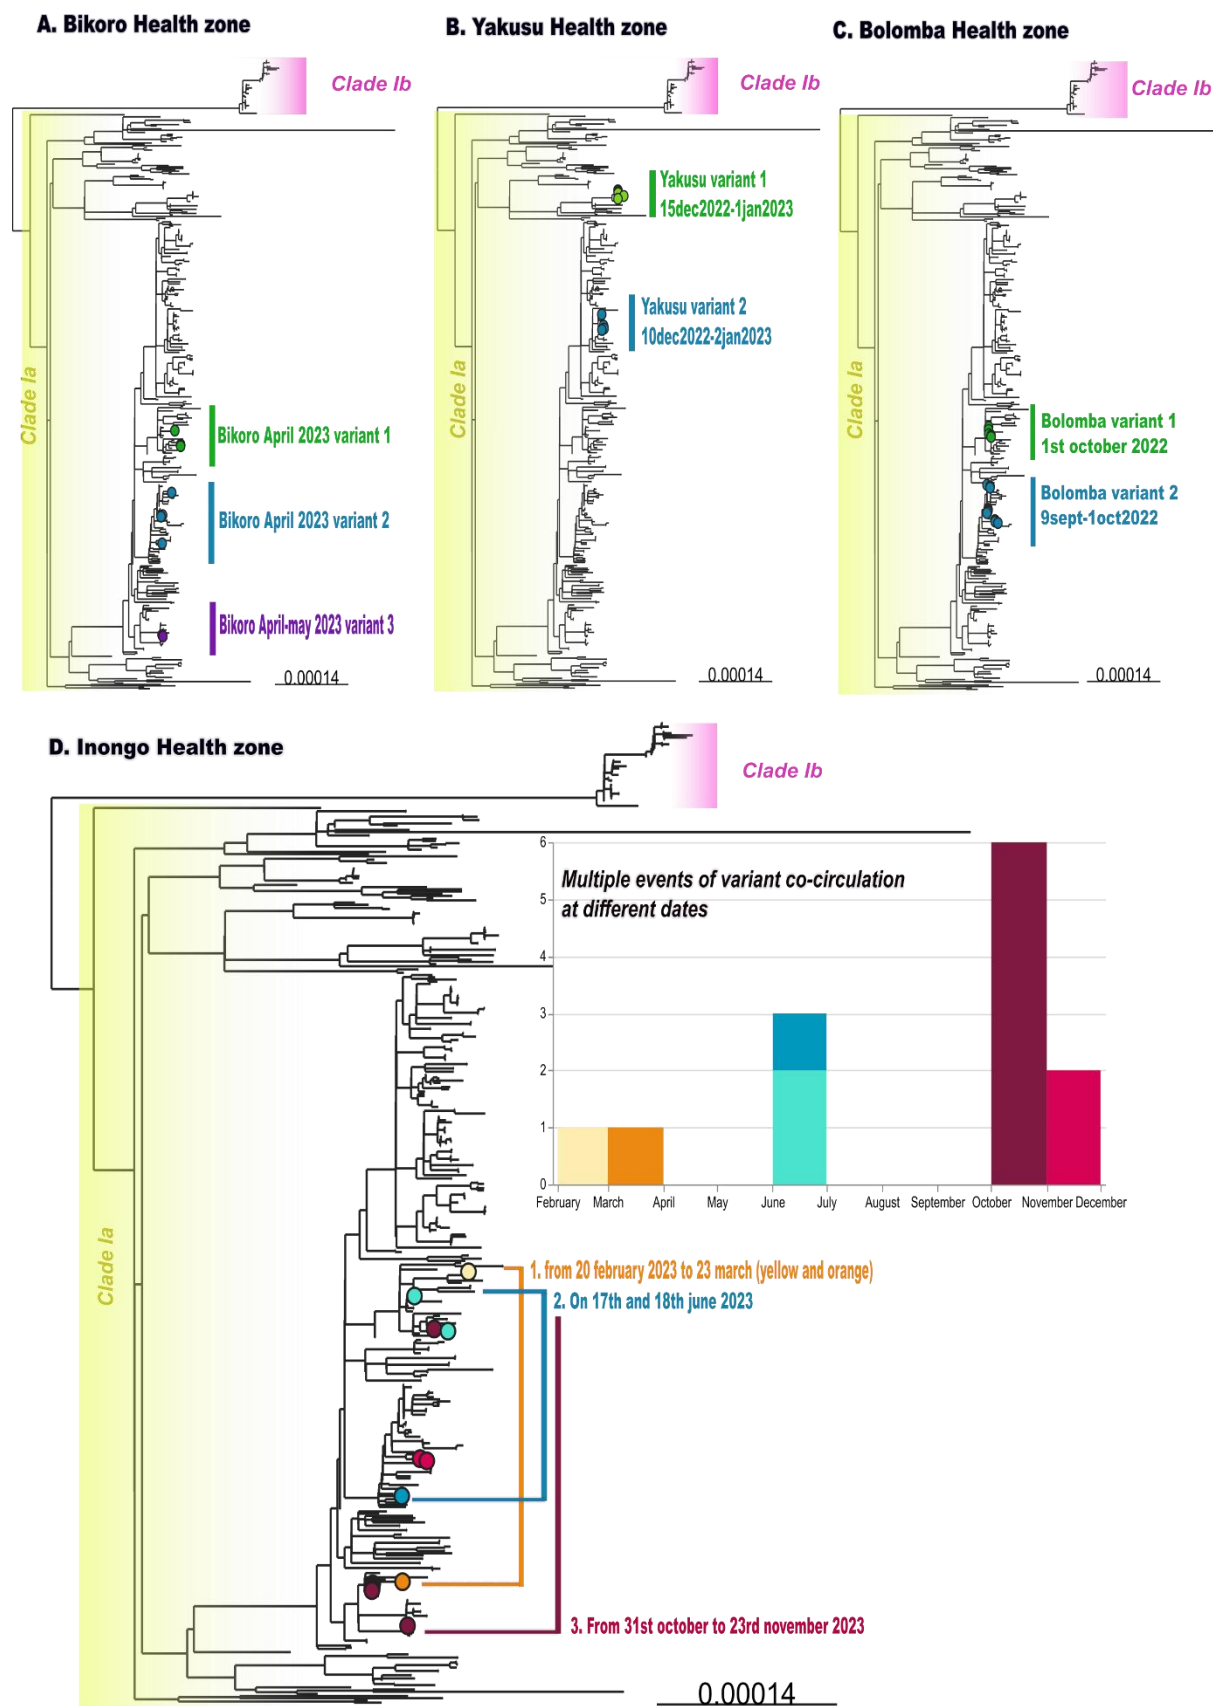 A. Bikoro Health zone
Clade Ib
Clade Ia
Bikoro April 2023 variant 1
Bikoro April 2023 variant 2
Bikoro April-may 2023 variant 3
0.00014
B. Yakusu Health zone
Clade Ib
Clade Ia
Yakusu variant 1
15dec2022-1jan2023
Yakusu variant 2
10dec2022-2jan2023
0.00014
C. Bolomba Health zone
Clade Ib
Clade Ia
Bolomba variant 1
1st october 2022
Bolomba variant 2
9sept-1oct2022
0.00014
D. Inongo Health zone
Clade Ib
Clade Ia
Multiple events of variant co-circulation
at different dates
6
5
4
3
2
1
0
February March April May June July August September October November December
1. from 20 february 2023 to 23 march (yellow and orange)
2. On 17th and 18th june 2023
3. From 31st october to 23rd november 2023
0.00014